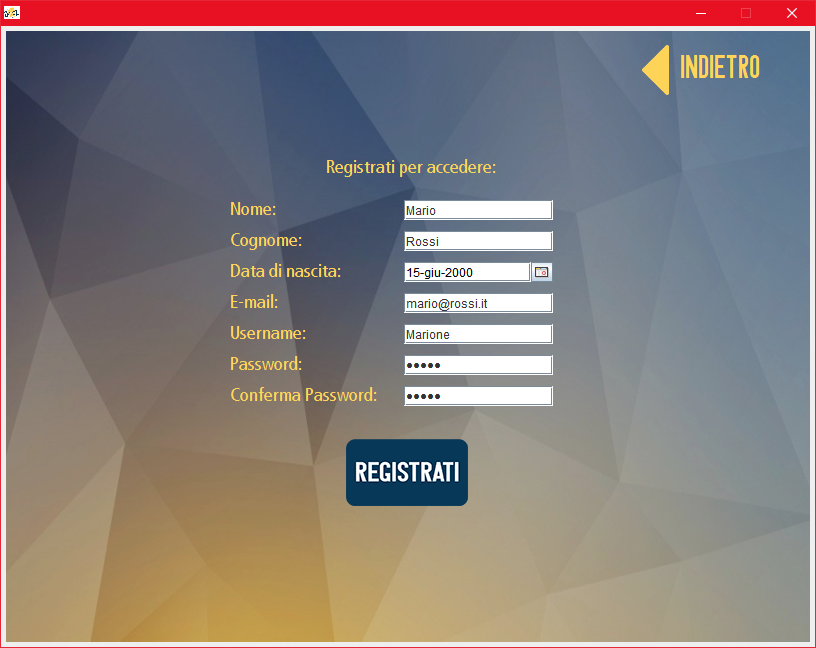 INDIETRO
Registrati per accedere:
Nome: Mario
Cognome: Rossi
Data di nascita: 15-giu-2000
E-mail: mario@rossi.it
Username: Marione
Password: •••••
Conferma Password: •••••
REGISTRATI